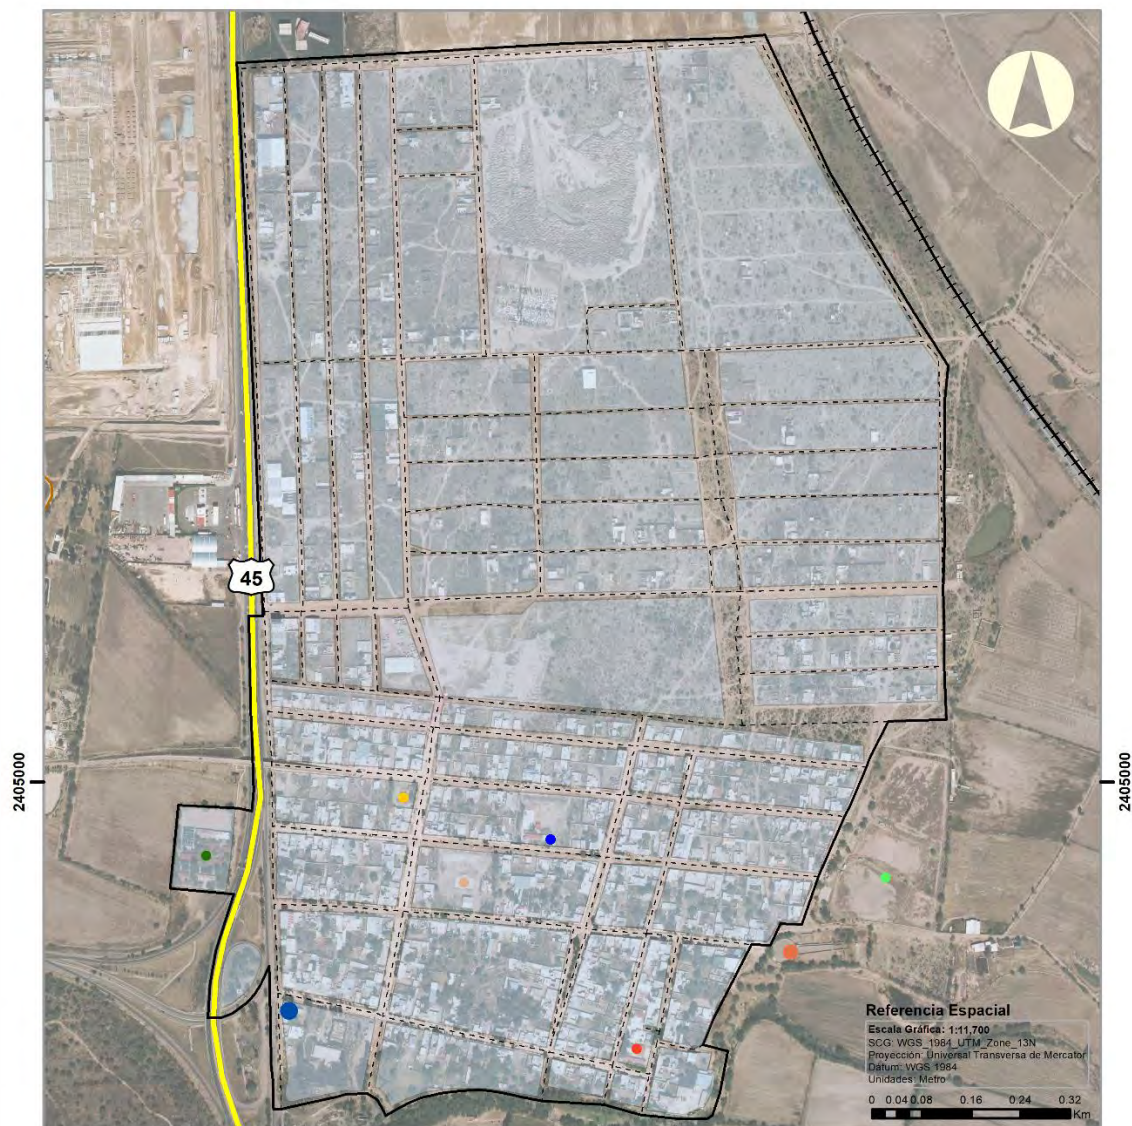 45
2405000
2405000
Referencia Espacial
Escala Gráfica: 1:11,700
SCG: WGS_1984_UTM_Zone_13N
Proyección: Universal Transversa de Mercator
Dátum: WGS 1984
Unidades: Metro
0 0.04 0.08 0.16 0.24 0.32
Km